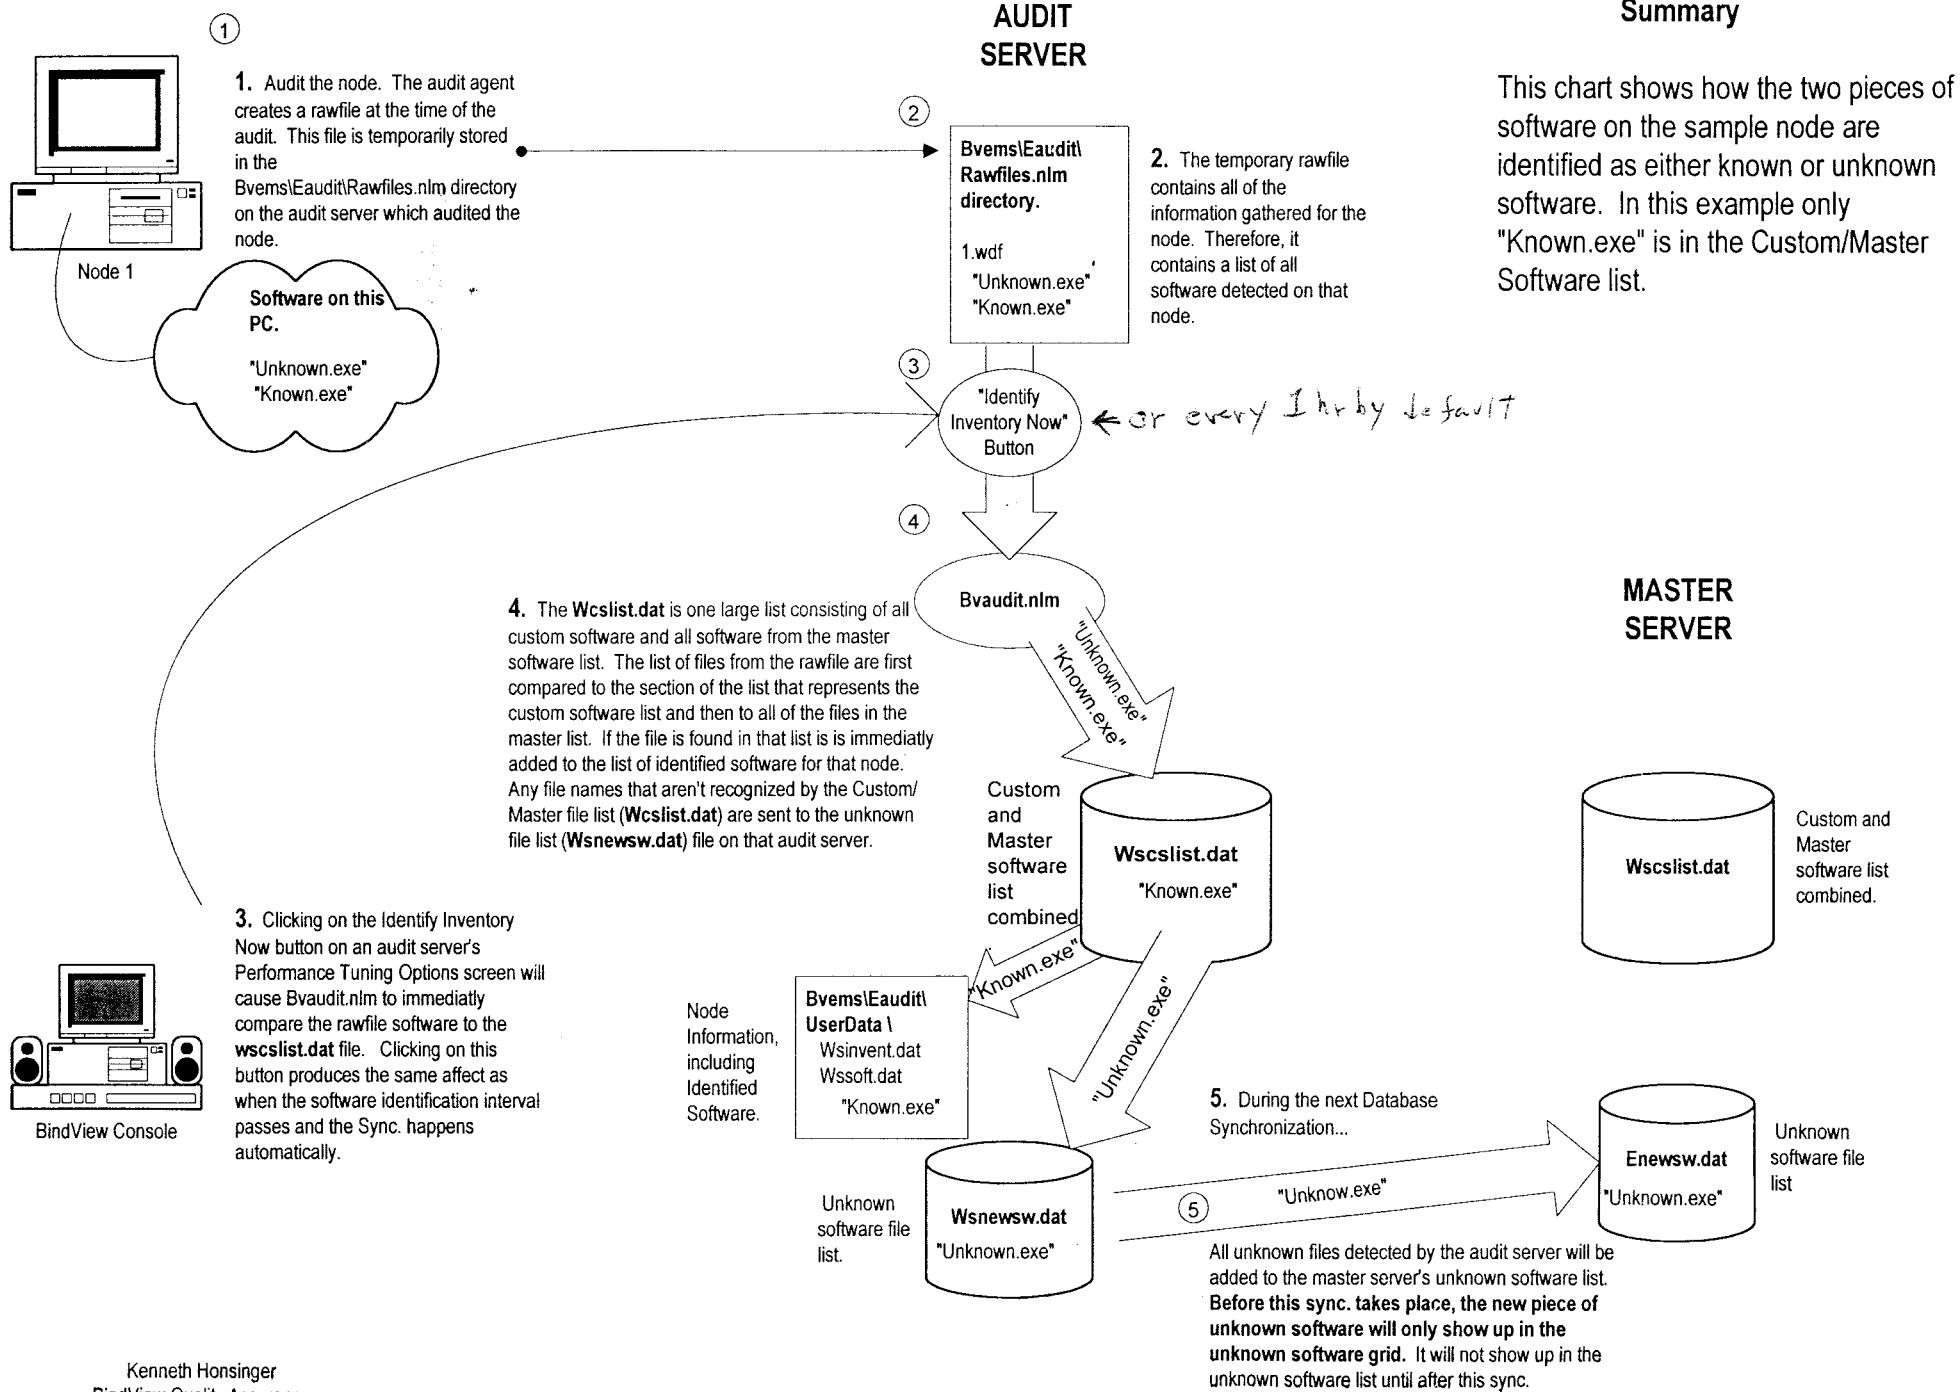 ①
1. Audit the node. The audit agent
creates a rawfile at the time of the
audit. This file is temporarily stored
in the
Bvems\Eaudit\Rawfiles.nlm directory
on the audit server which audited the
node.
Node 1
Software on this
PC.
"Unknown.exe"
"Known.exe"
AUDIT
SERVER
②
Bvems\Eaudit\
Rawfiles.nlm
directory.
1.wdf
"Unknown.exe"
"Known.exe"
2. The temporary rawfile
contains all of the
information gathered for the
node. Therefore, it
contains a list of all
software detected on that
node.
Summary
This chart shows how the two pieces of
software on the sample node are
identified as either known or unknown
software. In this example only
"Known.exe" is in the Custom/Master
Software list.
③
"Identify
Inventory Now"
Button
← or every 1 hr by default
④
Bvaudit.nlm
"Unknown.exe"
"Known.exe"
4. The Wcslist.dat is one large list consisting of all
custom software and all software from the master
software list. The list of files from the rawfile are first
compared to the section of the list that represents the
custom software list and then to all of the files in the
master list. If the file is found in that list is is immediatly
added to the list of identified software for that node.
Any file names that aren't recognized by the Custom/
Master file list (Wcslist.dat) are sent to the unknown
file list (Wsnewsw.dat) file on that audit server.
MASTER
SERVER
Custom
and
Master
software
list
combined
Wscslist.dat
"Known.exe"
Wscslist.dat
Custom and
Master
software list
combined.
3. Clicking on the Identify Inventory
Now button on an audit server's
Performance Tuning Options screen will
cause Bvaudit.nlm to immediatly
compare the rawfile software to the
wscslist.dat file. Clicking on this
button produces the same affect as
when the software identification interval
passes and the Sync. happens
automatically.
BindView Console
Node
Information,
including
Identified
Software.
Bvems\Eaudit\
UserData \
Wsinvent.dat
Wssoft.dat
"Known.exe"
"Known.exe"
"Unknown.exe"
Unknown
software file
list.
Wsnewsw.dat
"Unknown.exe"
5. During the next Database
Synchronization...
⑤
"Unknow.exe"
Enewsw.dat
"Unknown.exe"
Unknown
software file
list
All unknown files detected by the audit server will be
added to the master server's unknown software list.
Before this sync. takes place, the new piece of
unknown software will only show up in the
unknown software grid. It will not show up in the
unknown software list until after this sync.
Kenneth Honsinger
BindView Quality Assurance